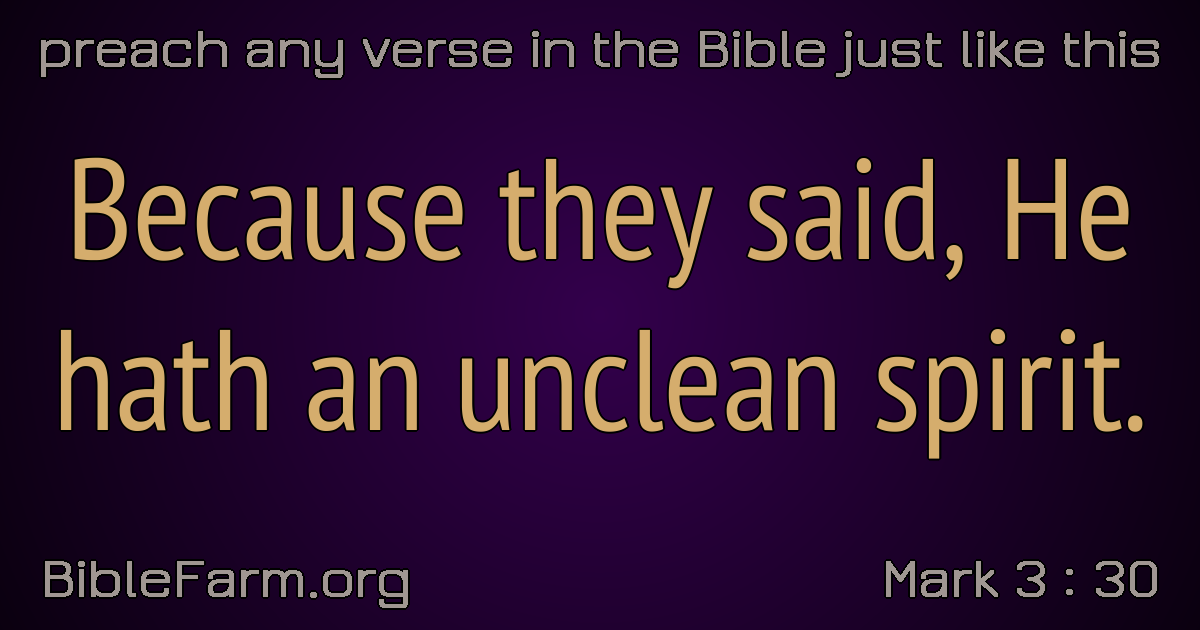 preach any verse in the Bible just like this
Because they said, He
hath an unclean spirit.
BibleFarm.org
Mark 3 : 30